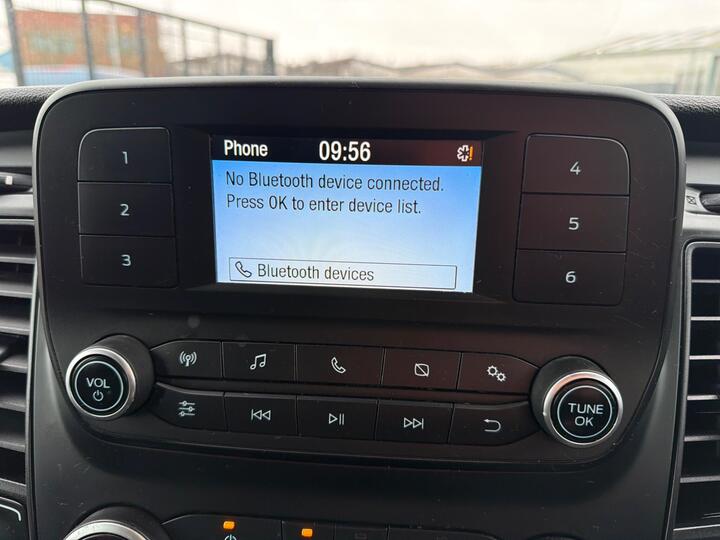 Phone 09:56
No Bluetooth device connected.
Press OK to enter device list.
Bluetooth devices
1
2
3
4
5
6
VOL
TUNE
OK